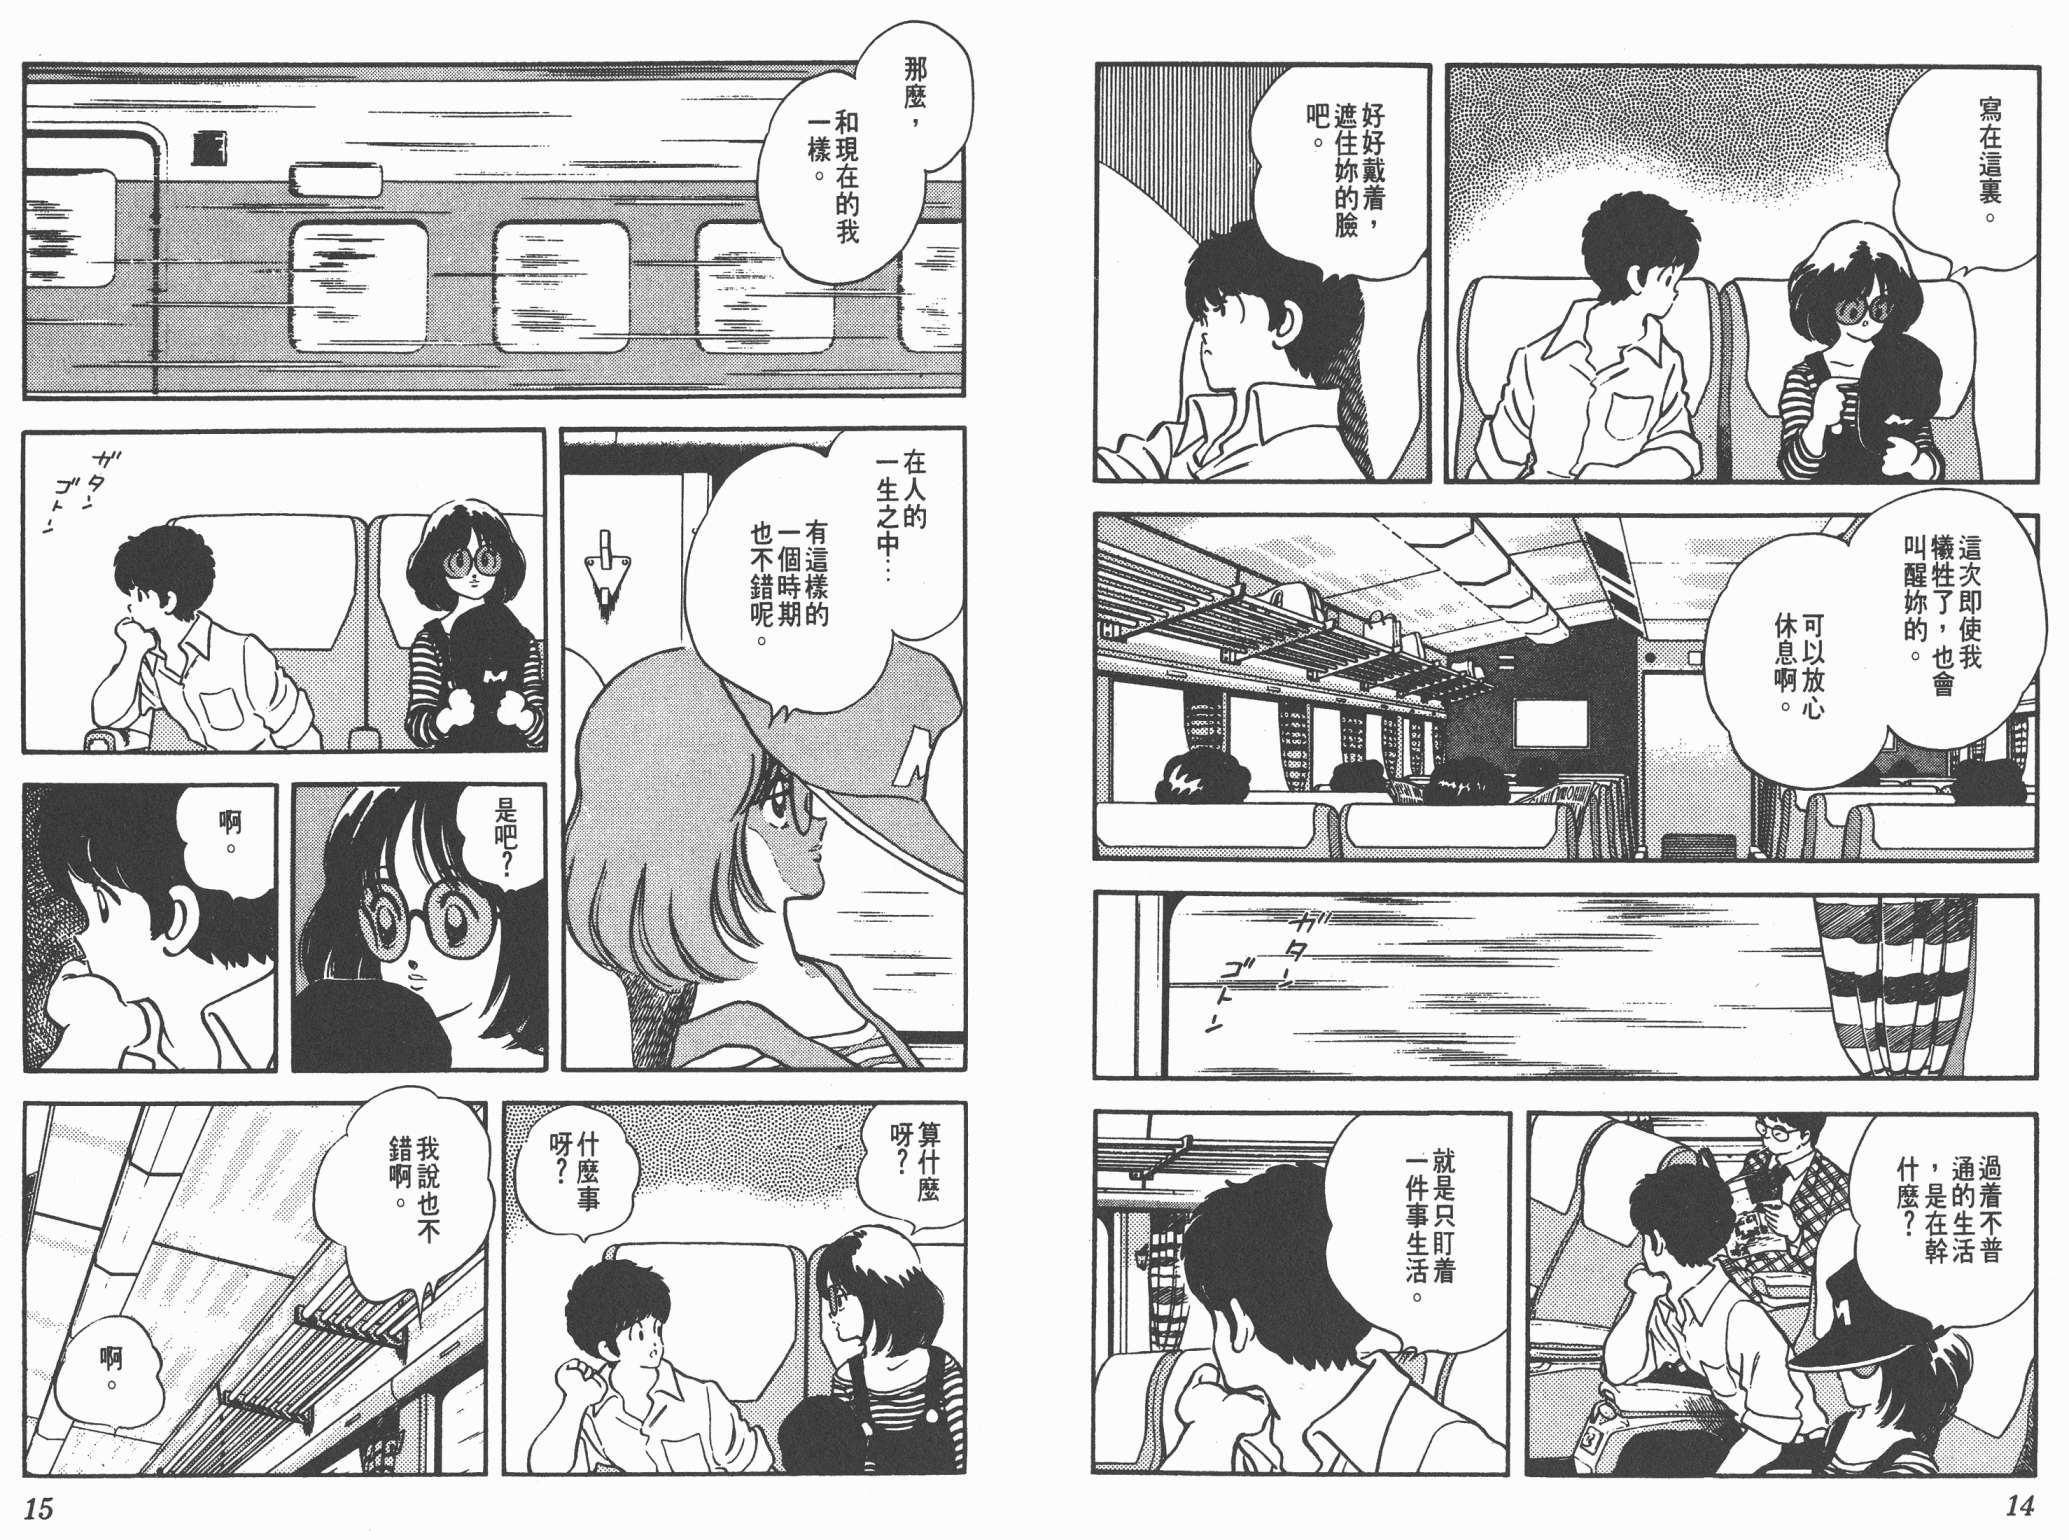 寫在這裏。
好好戴着，
遮住妳的臉
吧。
這次即使我
犧牲了，也會
叫醒妳的。
可以放心
休息啊。
ガタン
ゴトン
過着不普
通的生活
，是在幹
什麼？
就是只盯着
一件事生活。
14
那麼，
和現在的我
一樣。
在人的
一生之中…
有這樣的
一個時期
也不錯呢。
ガタン
ゴトン
是吧？
啊。
算什麼
呀？
什麼事
呀？
我說也不
錯啊。
啊。
15